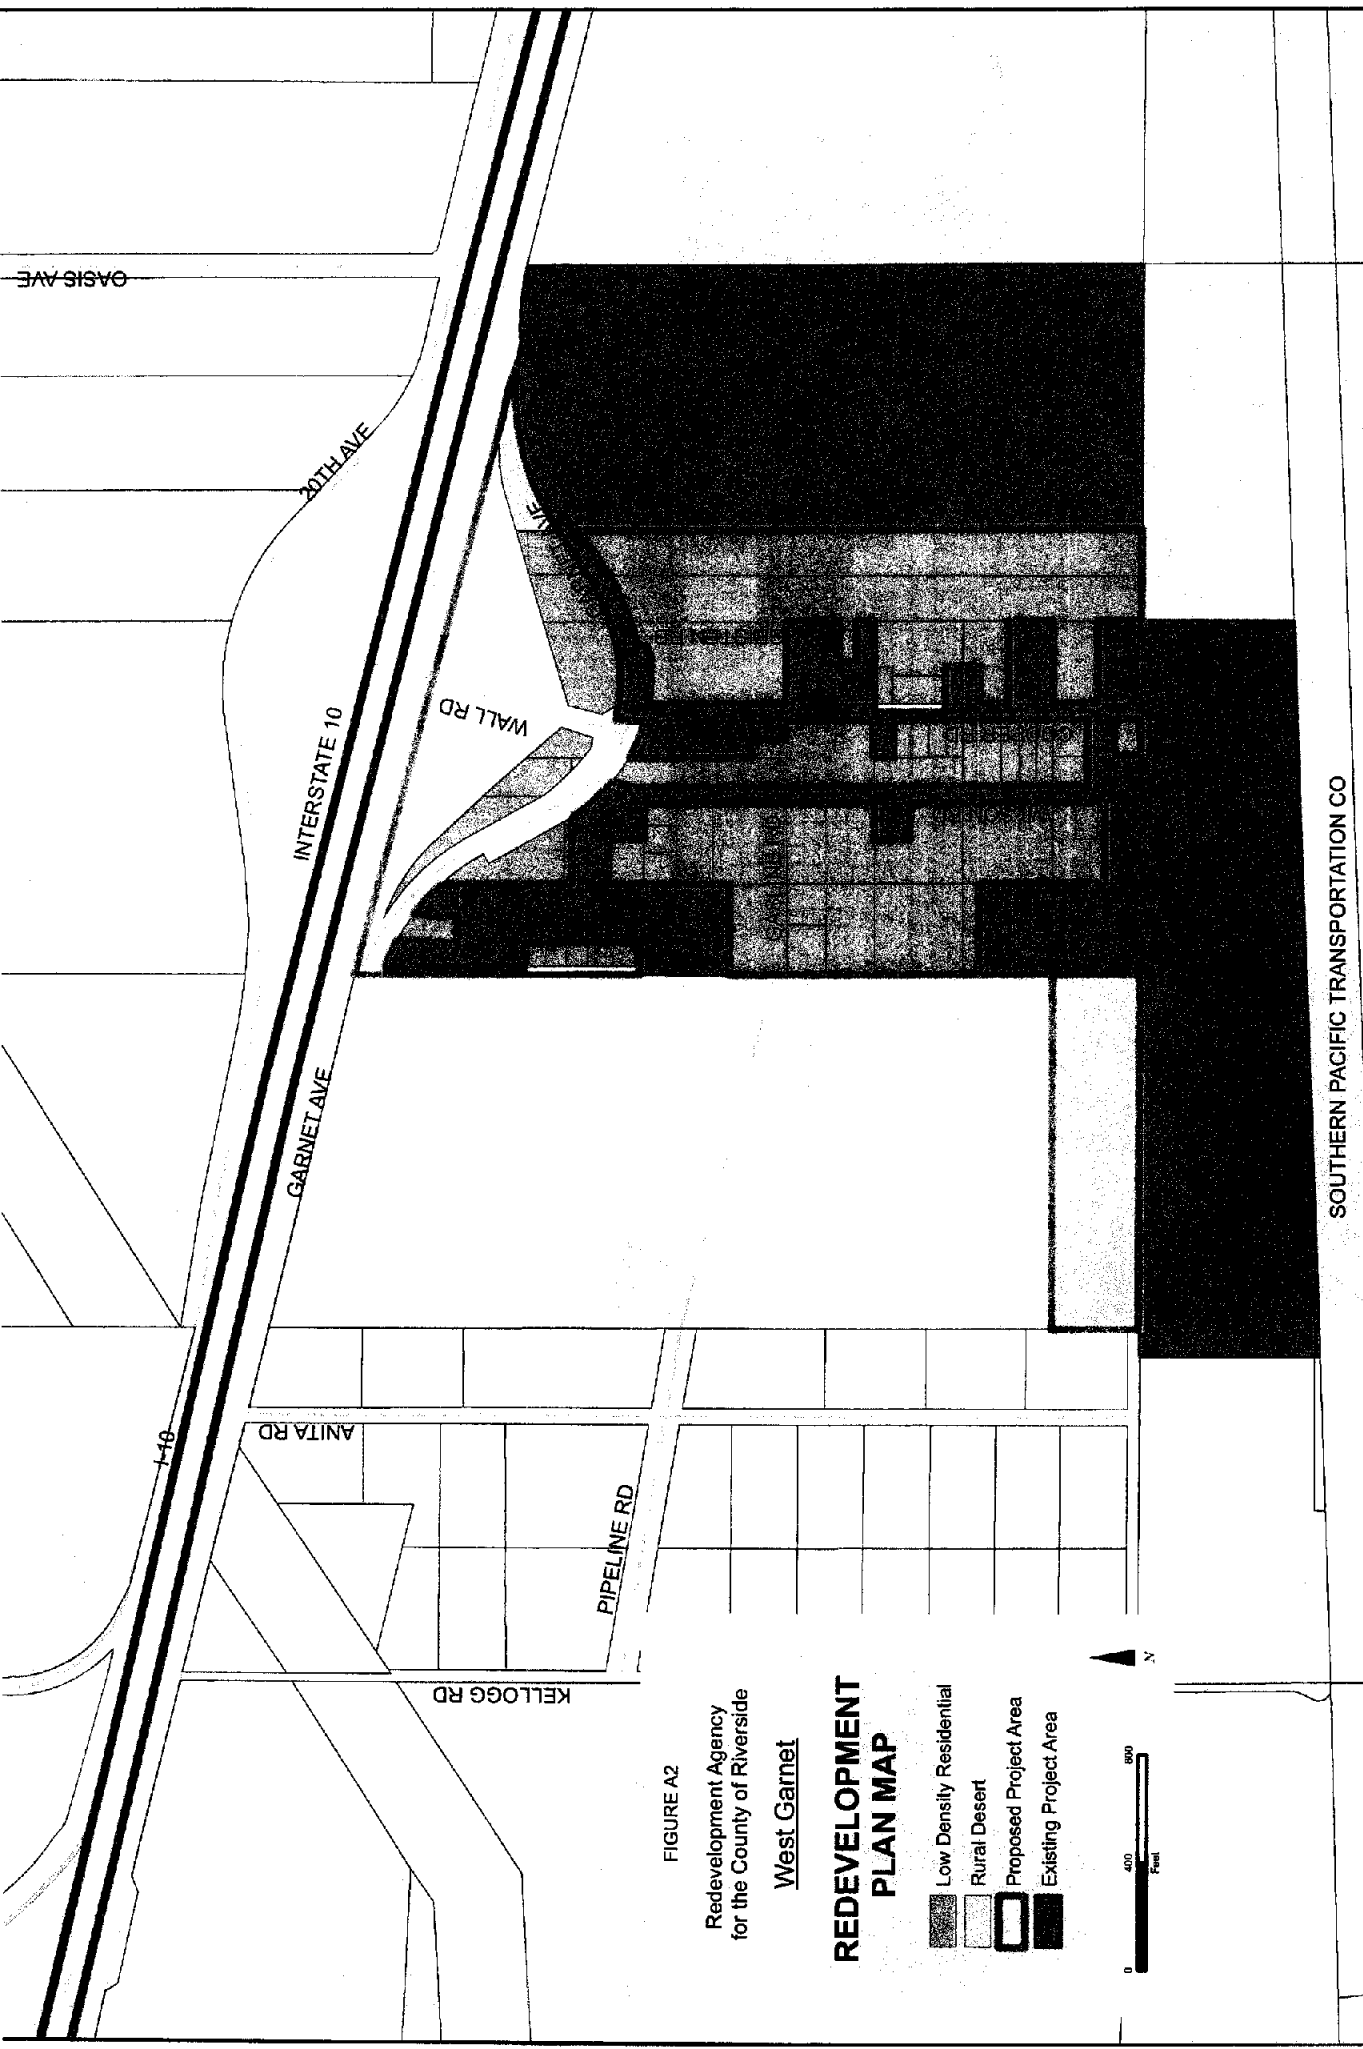 OASIS AVE
20TH AVE
INTERSTATE 10
WALL RD
GARNET AVE
I-10
ANITA RD
PIPELINE RD
KELLOGG RD
SOUTHERN PACIFIC TRANSPORTATION CO
FIGURE A2
Redevelopment Agency
for the County of Riverside
West Garnet
REDEVELOPMENT
PLAN MAP
Low Density Residential
Rural Desert
Proposed Project Area
Existing Project Area
N
0 400 800
Feet